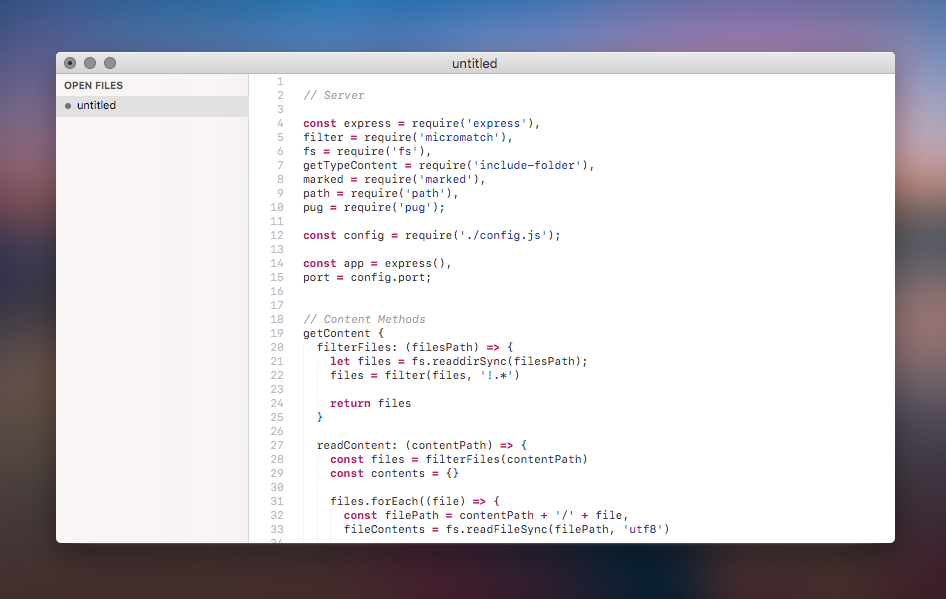 untitled
OPEN FILES
untitled
1
2 // Server
3
4 const express = require('express'),
5 filter = require('micromatch'),
6 fs = require('fs'),
7 getTypeContent = require('include-folder'),
8 marked = require('marked'),
9 path = require('path'),
10 pug = require('pug');
11
12 const config = require('./config.js');
13
14 const app = express(),
15 port = config.port;
16
17
18 // Content Methods
19 getContent {
20 filterFiles: (filesPath) => {
21 let files = fs.readdirSync(filesPath);
22 files = filter(files, '!.*')
23
24 return files
25 }
26
27 readContent: (contentPath) => {
28 const files = filterFiles(contentPath)
29 const contents = {}
30
31 files.forEach((file) => {
32 const filePath = contentPath + '/' + file,
33 fileContents = fs.readFileSync(filePath, 'utf8')